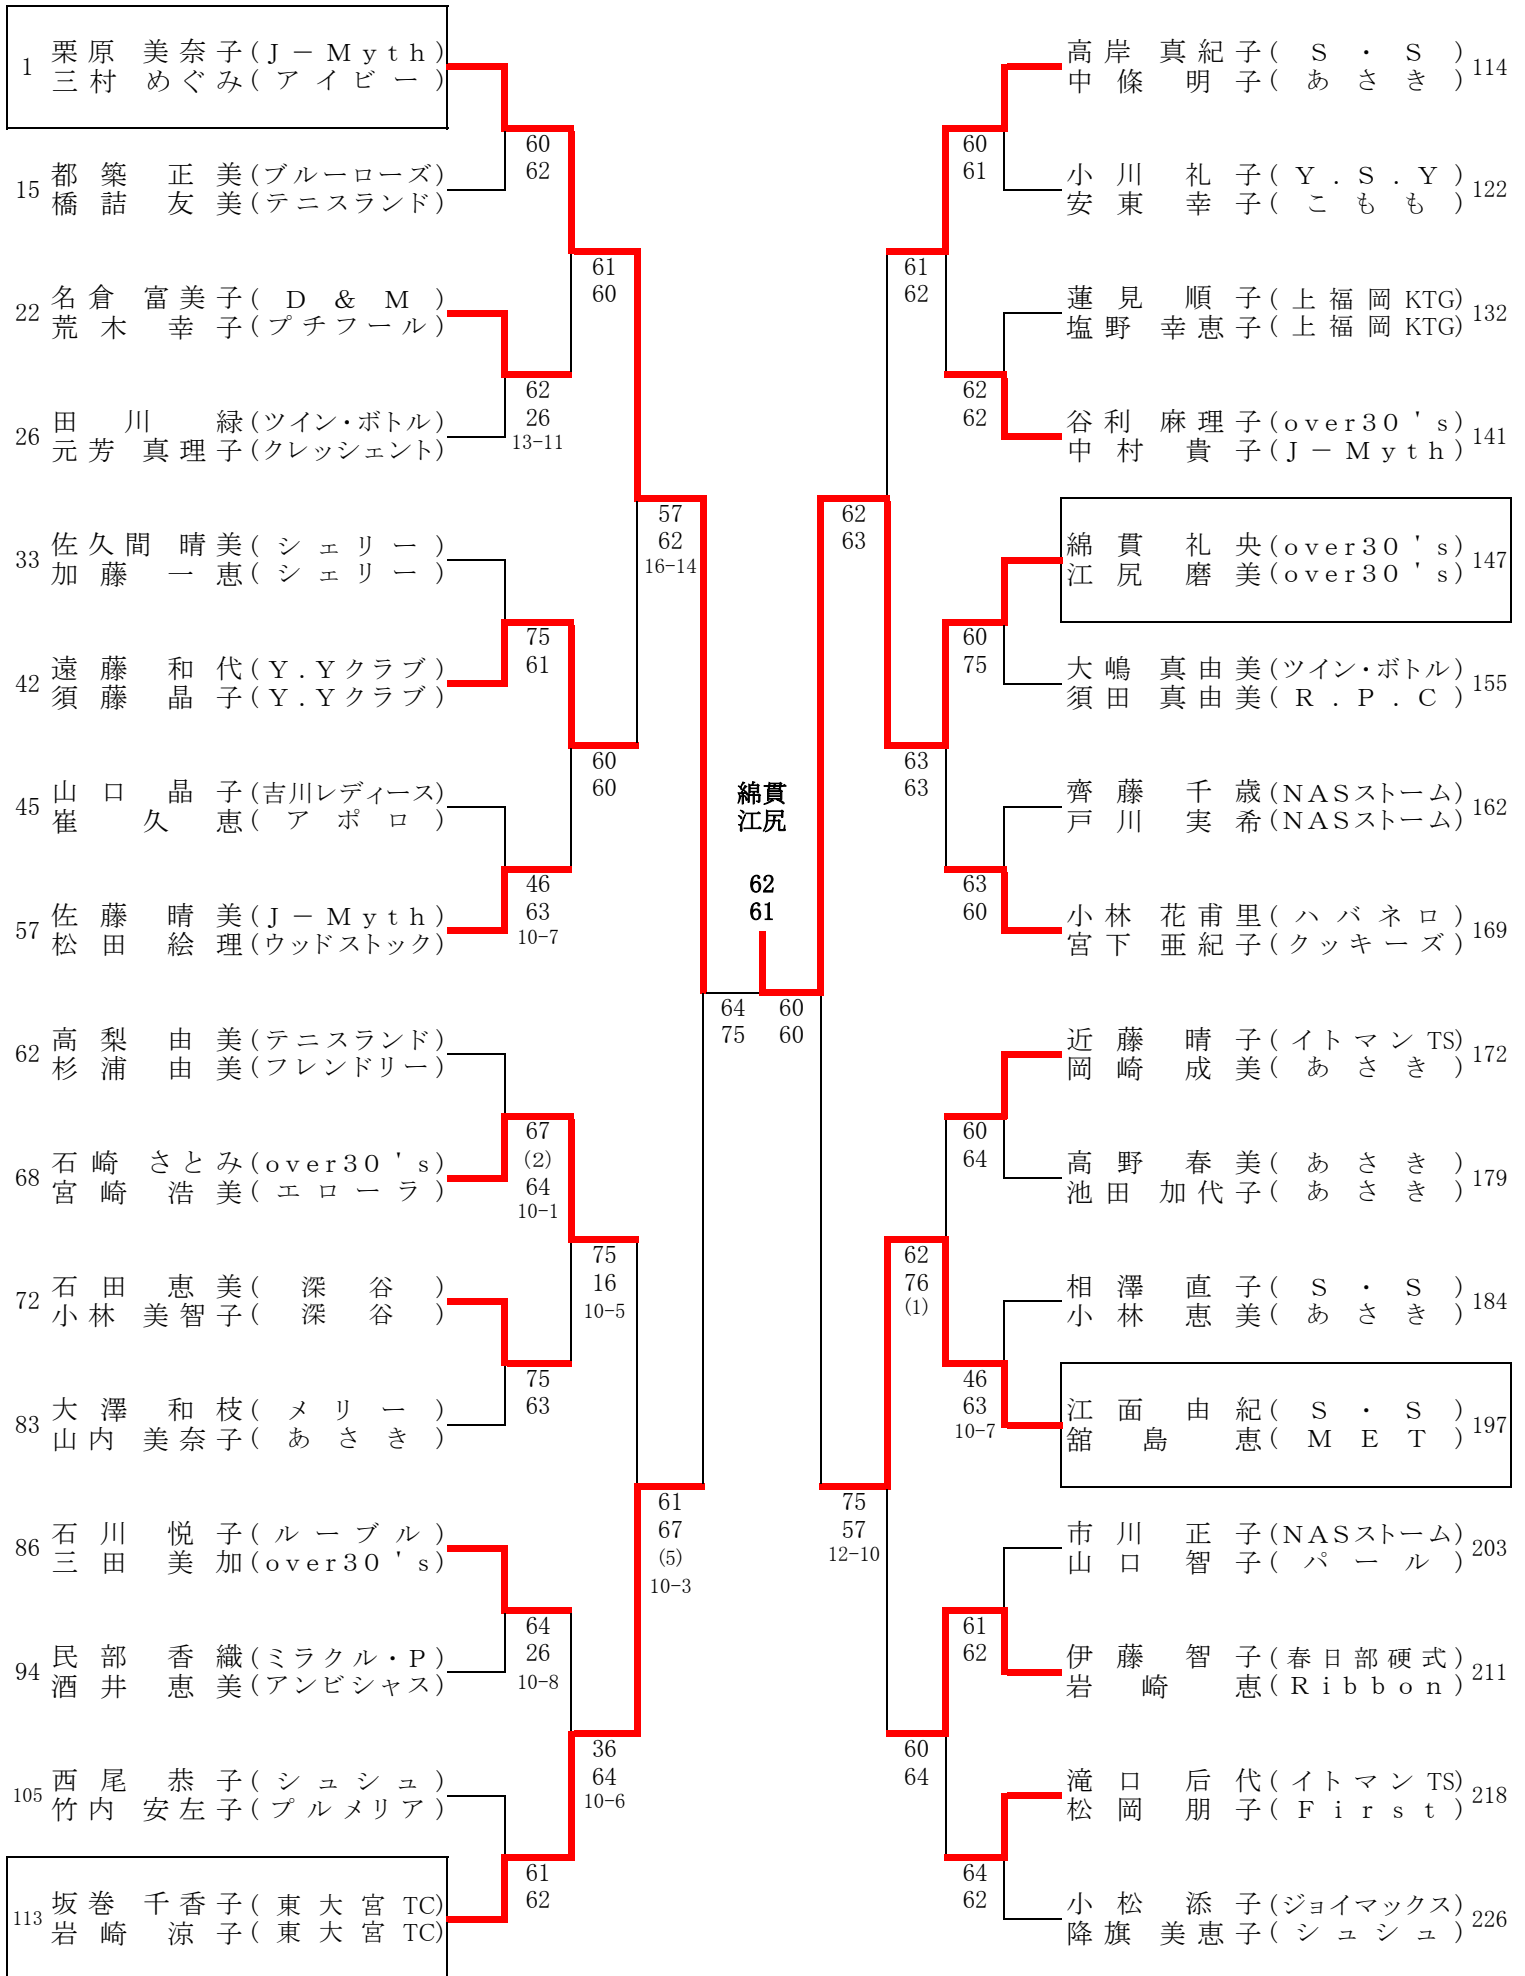 1 栗原 美奈子(J－Myth)
三村 めぐみ(アイビー)
60
62
15 都築 正美(ブルーローズ)
橋詰 友美(テニスランド)
61
60
22 名倉 富美子(D & M)
荒木 幸子(プチフール)
62
26
13-11
26 田川 緑(ツイン・ボトル)
元芳 真理子(クレッシェント)
57
62
16-14
33 佐久間 晴美(シェリー)
加藤 一恵(シェリー)
75
61
42 遠藤 和代(Y.Yクラブ)
須藤 晶子(Y.Yクラブ)
60
60
45 山口 晶子(吉川レディース)
崔 久恵(アポロ)
46
63
10-7
57 佐藤 晴美(J－Myth)
松田 絵理(ウッドストック)
64
75
62 高梨 由美(テニスランド)
杉浦 由美(フレンドリー)
67
(2)
64
10-1
68 石崎 さとみ(over30's)
宮崎 浩美(エローラ)
75
16
10-5
72 石田 恵美(深谷)
小林 美智子(深谷)
75
63
83 大澤 和枝(メリー)
山内 美奈子(あさき)
61
67
(5)
10-3
86 石川 悦子(ルーブル)
三田 美加(over30's)
64
26
10-8
94 民部 香織(ミラクル・P)
酒井 恵美(アンビシャス)
36
64
10-6
105 西尾 恭子(シュシュ)
竹内 安左子(プルメリア)
61
62
113 坂巻 千香子(東大宮TC)
岩崎 涼子(東大宮TC)
綿貫
江尻
62
61
高岸 真紀子(S・S) 114
中條 明子(あさき)
60
61
小川 礼子(Y.S.Y) 122
安東 幸子(こもも)
61
62
蓮見 順子(上福岡KTG) 132
塩野 幸恵子(上福岡KTG)
62
62
谷利 麻理子(over30's) 141
中村 貴子(J－Myth)
62
63
綿貫 礼央(over30's) 147
江尻 磨美(over30's)
60
75
大嶋 真由美(ツイン・ボトル) 155
須田 真由美(R.P.C)
63
63
齊藤 千歳(NASストーム) 162
戸川 実希(NASストーム)
63
60
小林 花甫里(ハバネロ) 169
宮下 亜紀子(クッキーズ)
60
60
近藤 晴子(イトマンTS) 172
岡崎 成美(あさき)
60
64
高野 春美(あさき) 179
池田 加代子(あさき)
62
76
(1)
相澤 直子(S・S) 184
小林 恵美(あさき)
46
63
10-7
江面 由紀(S・S) 197
舘島 恵(MET)
75
57
12-10
市川 正子(NASストーム) 203
山口 智子(パール)
61
62
伊藤 智子(春日部硬式) 211
岩崎 恵(Ribbon)
60
64
滝口 后代(イトマンTS) 218
松岡 朋子(First)
64
62
小松 添子(ジョイマックス) 226
降旗 美恵子(シュシュ)